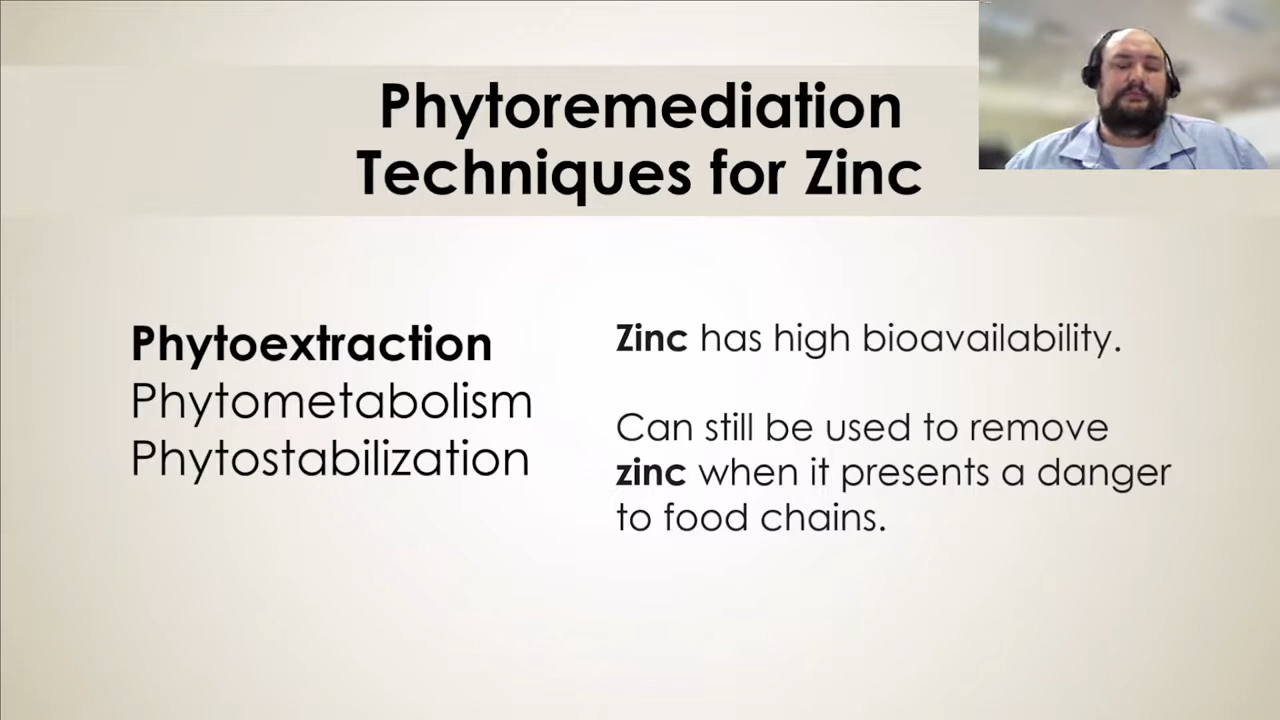 Phytoremediation
Techniques for Zinc
Phytoextraction
Phytometabolism
Phytostabilization
Zinc has high bioavailability.
Can still be used to remove
zinc when it presents a danger
to food chains.